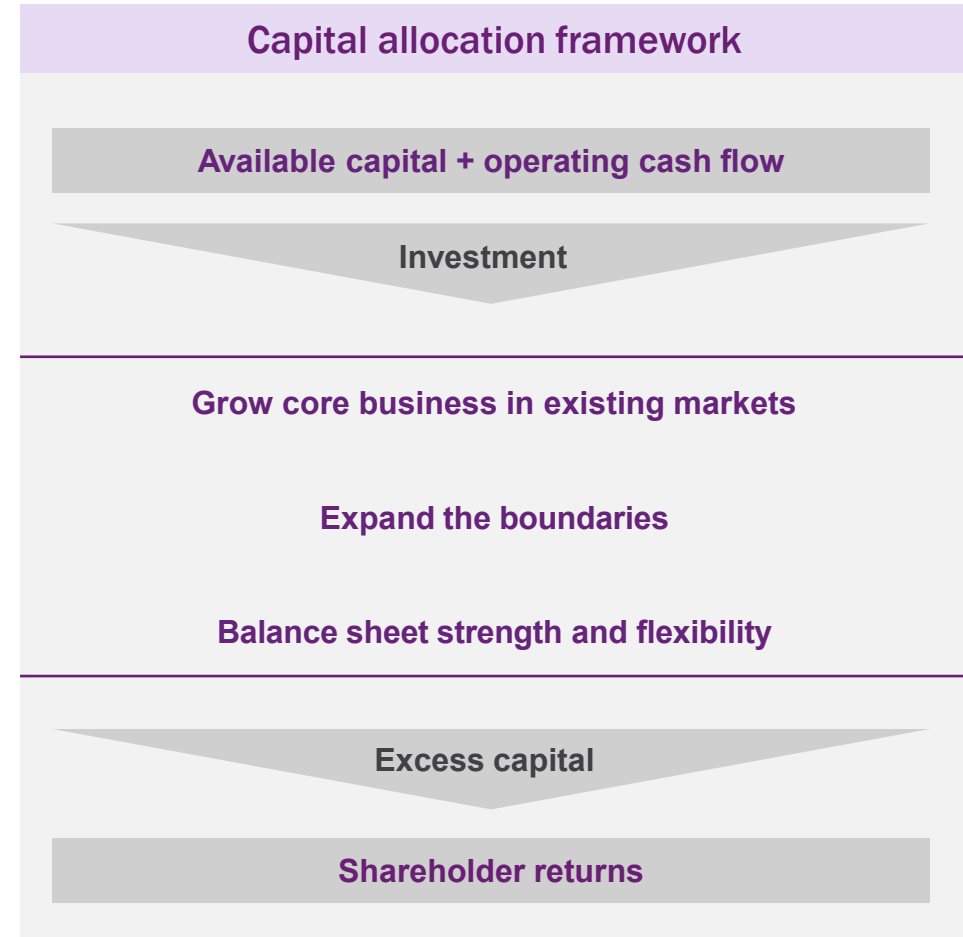 Capital allocation framework
Available capital + operating cash flow
Investment
Grow core business in existing markets
Expand the boundaries
Balance sheet strength and flexibility
Excess capital
Shareholder returns